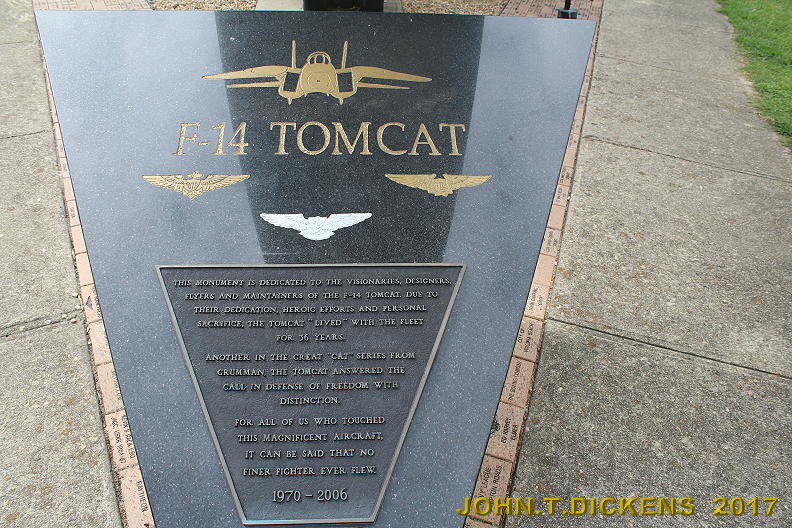 F-14 TOMCAT
THIS MONUMENT IS DEDICATED TO THE VISIONARIES, DESIGNERS,
FLYERS AND MAINTAINERS OF THE F-14 TOMCAT. DUE TO
THEIR DEDICATION, HEROIC EFFORTS AND PERSONAL
SACRIFICE, THE TOMCAT "LIVED" WITH THE FLEET
FOR 36 YEARS.
ANOTHER IN THE GREAT "CAT" SERIES FROM
GRUMMAN, THE TOMCAT ANSWERED THE
CALL IN DEFENSE OF FREEDOM WITH
DISTINCTION.
FOR ALL OF US WHO TOUCHED
THIS MAGNIFICENT AIRCRAFT,
IT CAN BE SAID THAT NO
FINER FIGHTER EVER FLEW.
1970 - 2006
JOHN.T.DICKENS 2017